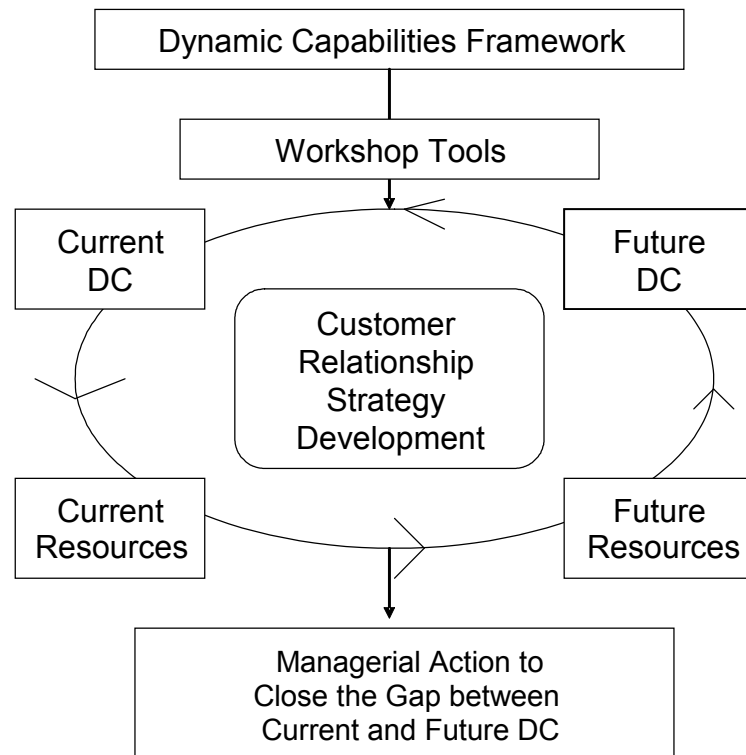 Dynamic Capabilities Framework
Workshop Tools
Current
DC
Future
DC
Customer
Relationship
Strategy
Development
Current
Resources
Future
Resources
Managerial Action to
Close the Gap between
Current and Future DC